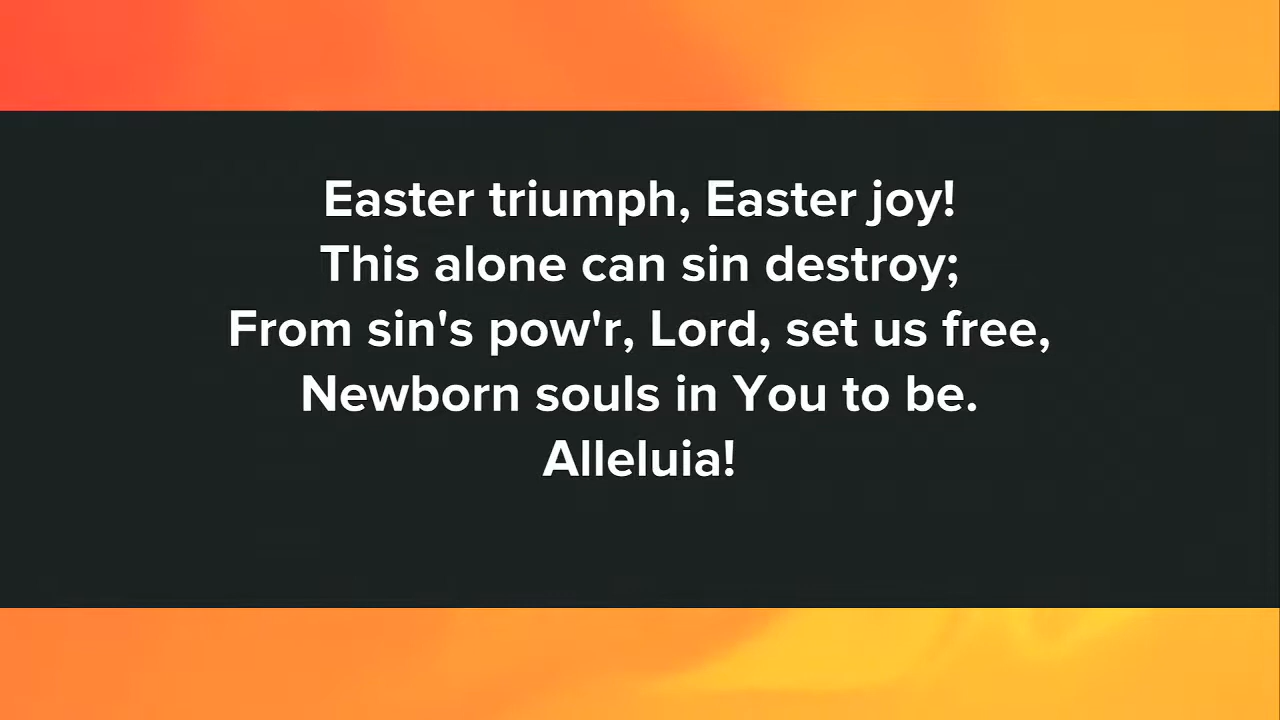 Easter triumph, Easter joy!
This alone can sin destroy;
From sin's pow'r, Lord, set us free,
Newborn souls in You to be.
Alleluia!